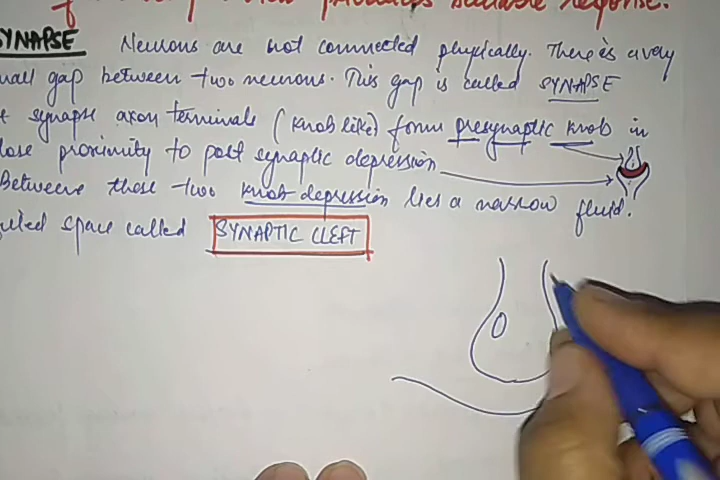 SYNAPSE Neurons are not connected physically. There is a very
small gap between two neurons. This gap is called SYNAPSE
synapse axon terminals (knob like) form presynaptic knob in
close proximity to post synaptic depression
Betweene these two knob depression lies a narrow fluid.
space called SYNAPTIC CLEFT